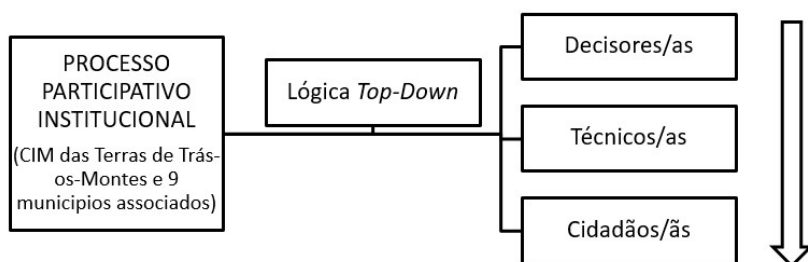 PROCESSO
PARTICIPATIVO
INSTITUCIONAL
(CIM das Terras de Trás-
os-Montes e 9
municipios associados)
Lógica Top-Down
Decisores/as
Técnicos/as
Cidadãos/ãs